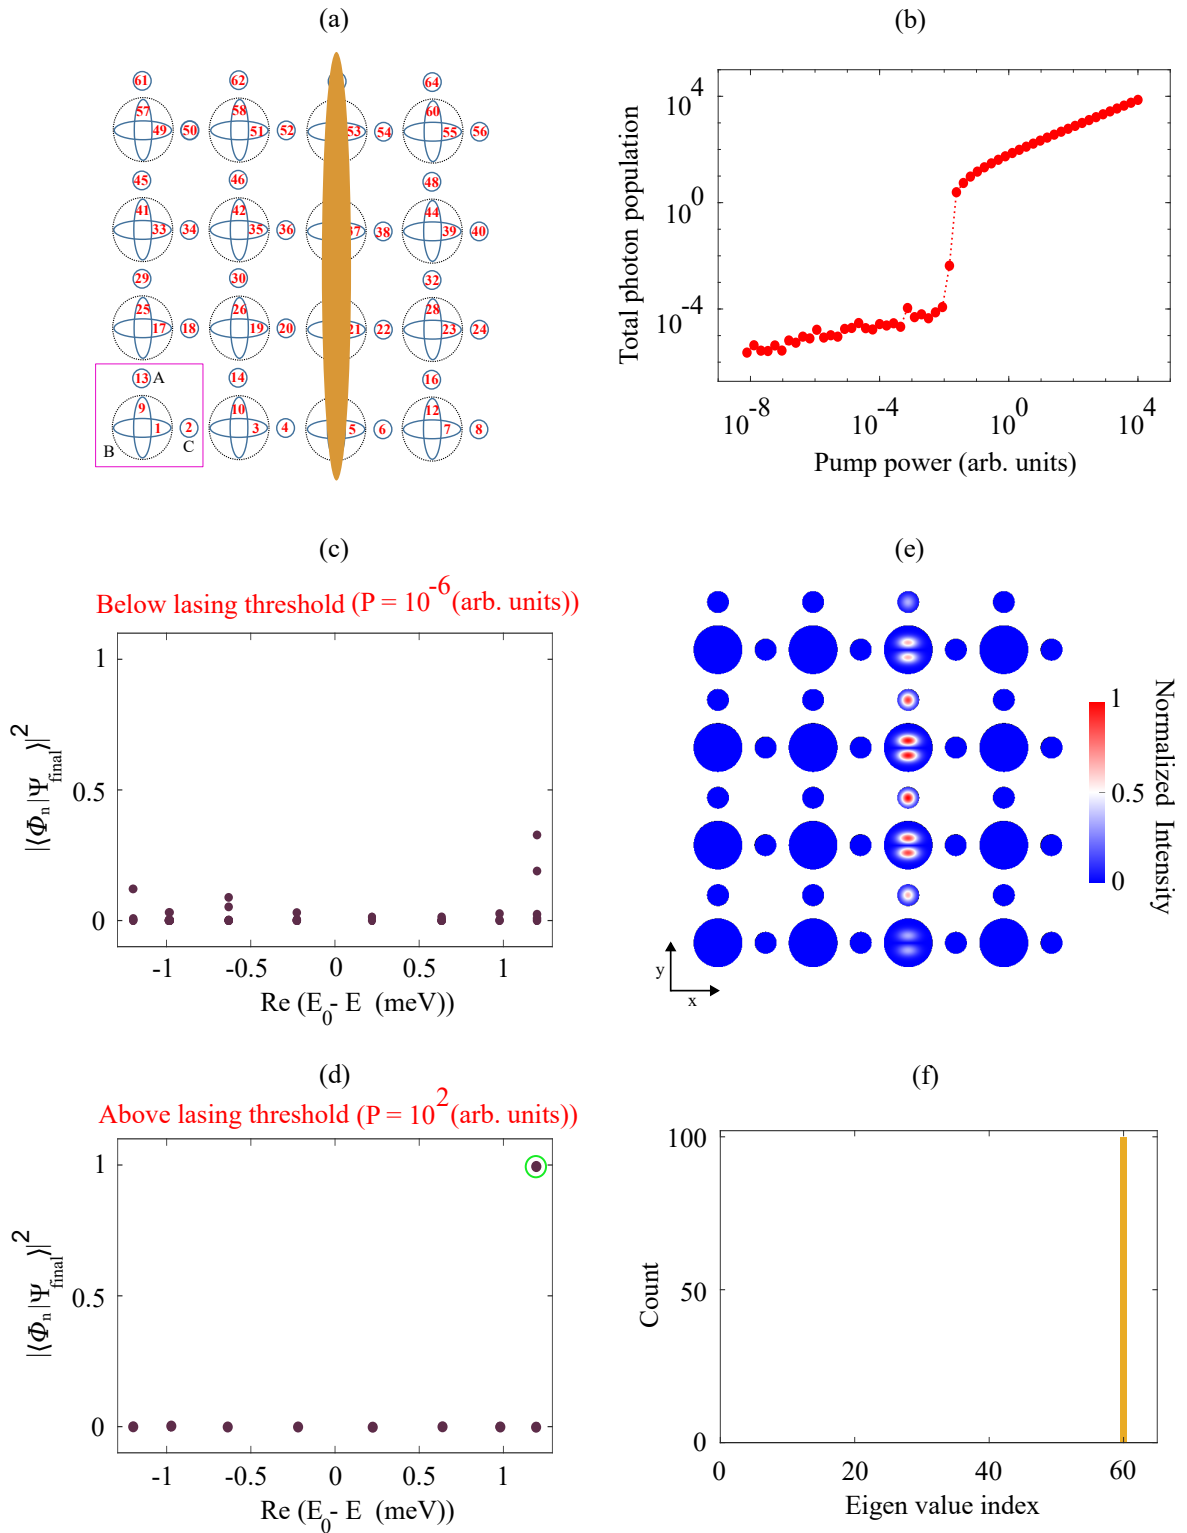 (a)
61 62 64
57 58 60
49 50 51 52 53 54 55 56
45 46 48
41 42 44
33 34 35 36 37 38 39 40
29 30 32
25 26 28
17 18 19 20 21 22 23 24
13 A 14 16
9 10 12
1 2 3 4 5 6 7 8
B C
(b)
Total photon population
10^4
10^0
10^-4
10^-8 10^-4 10^0 10^4
Pump power (arb. units)
(c)
Below lasing threshold (P = 10^-6 (arb. units))
|⟨Φ_n|Ψ_final⟩|^2
1
0.5
0
-1 -0.5 0 0.5 1
Re (E_0 - E (meV))
(e)
Normalized Intensity
1
0.5
0
y
x
(d)
Above lasing threshold (P = 10^2 (arb. units))
|⟨Φ_n|Ψ_final⟩|^2
1
0.5
0
-1 -0.5 0 0.5 1
Re (E_0 - E (meV))
(f)
Count
100
50
0
0 20 40 60
Eigen value index